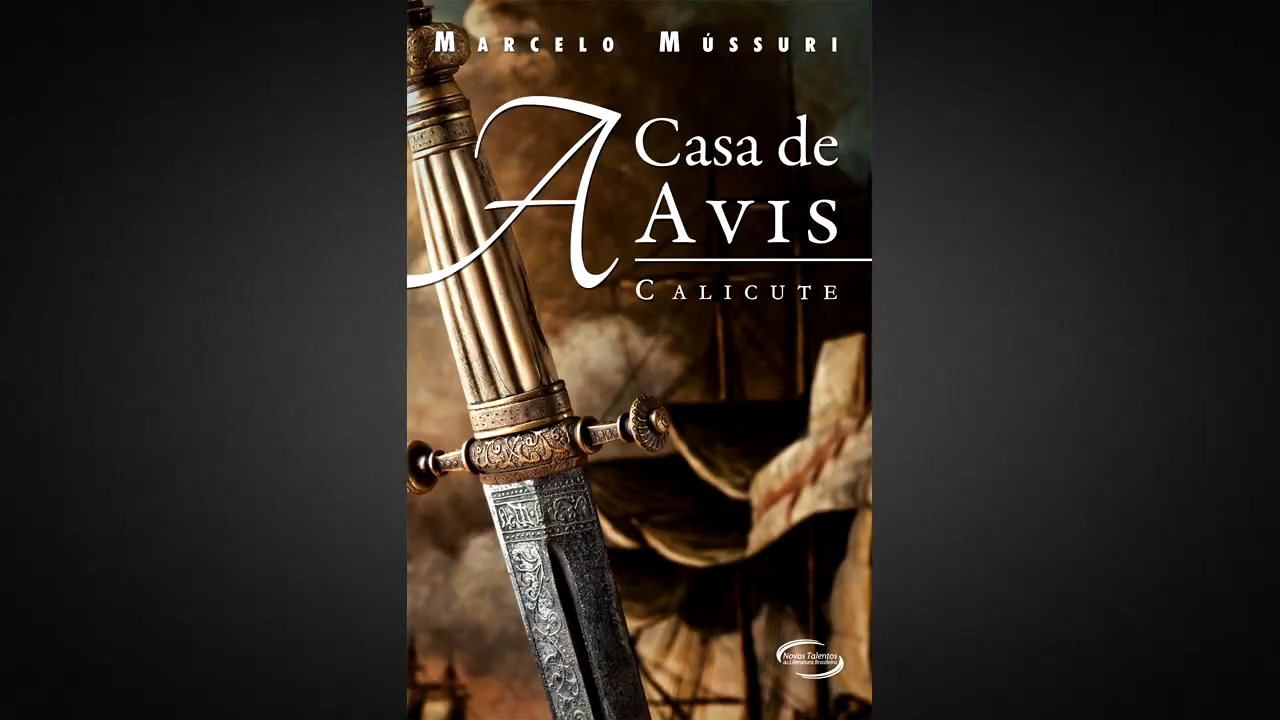 MARCELO MÚSSURI
A Casa de
AVIS
CALICUTE
Novos Talentos
da Literatura Brasileira